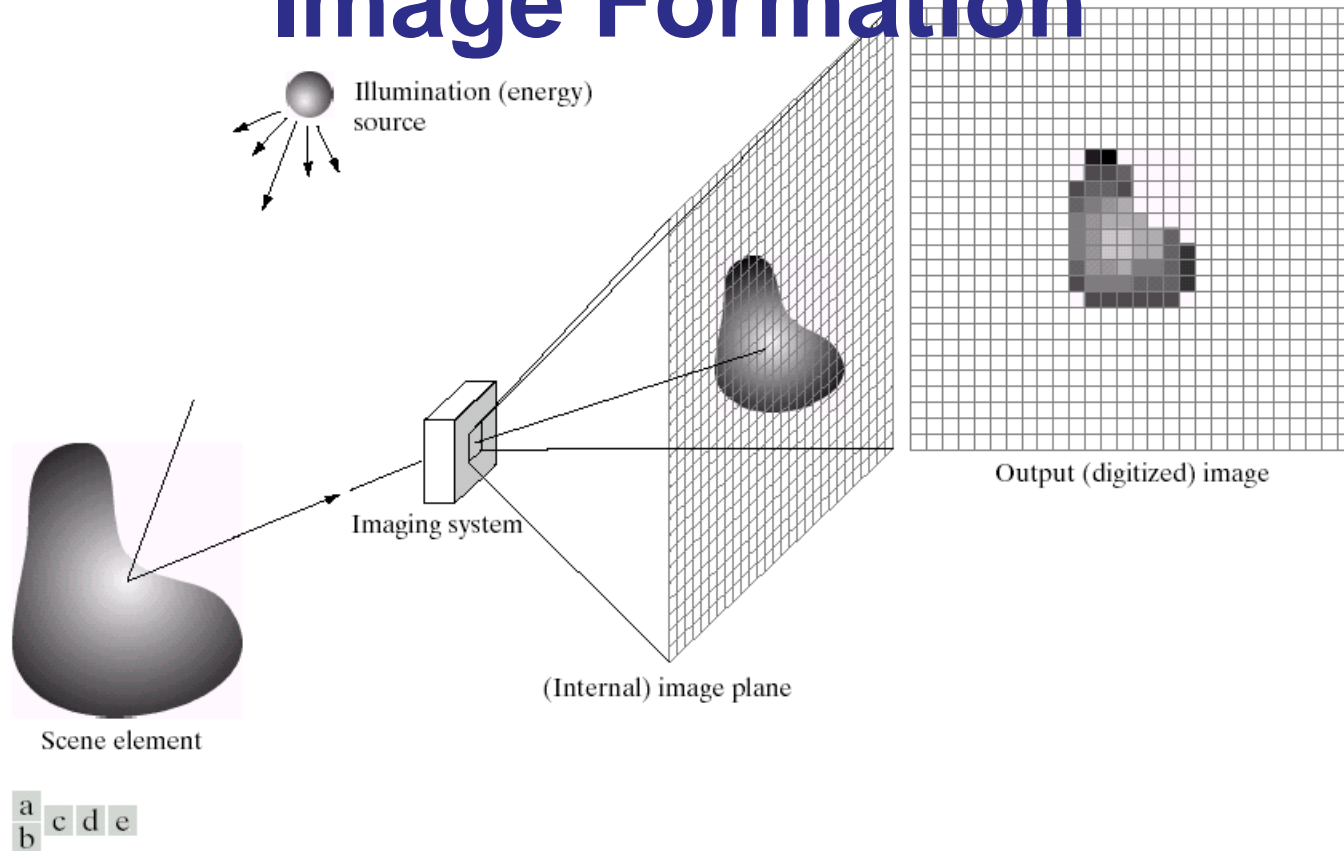 Image Formation
Illumination (energy)
source
Output (digitized) image
Imaging system
(Internal) image plane
Scene element
a
b
c d e